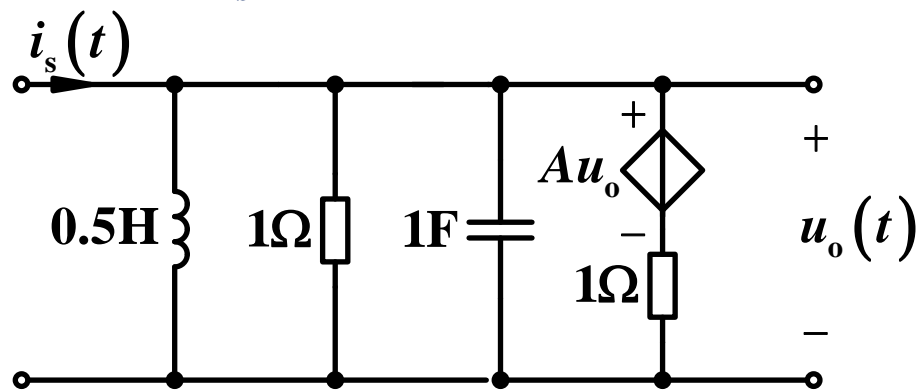 i_s(t)
+
+
Au_o
0.5H 1Ω 1F u_o(t)
−
1Ω
−